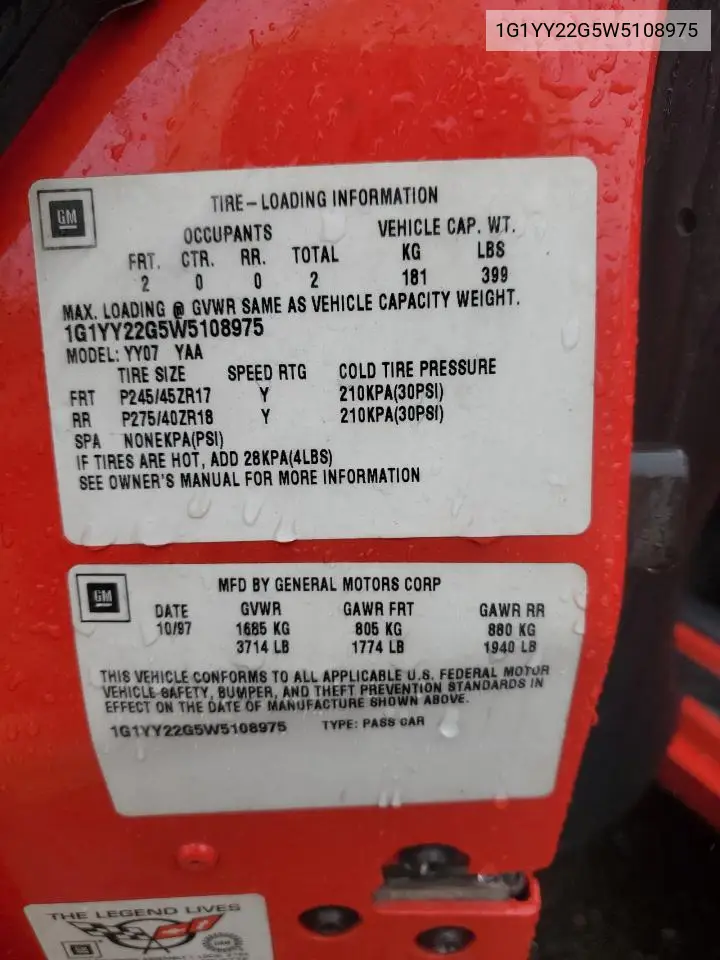 1G1YY22G5W5108975
GM
TIRE-LOADING INFORMATION
OCCUPANTS VEHICLE CAP. WT.
FRT. CTR. RR. TOTAL KG LBS
2 0 0 2 181 399
MAX. LOADING @ GVWR SAME AS VEHICLE CAPACITY WEIGHT.
1G1YY22G5W5108975
MODEL: YY07 YAA
TIRE SIZE SPEED RTG COLD TIRE PRESSURE
FRT P245/45ZR17 Y 210KPA(30PSI)
RR P275/40ZR18 Y 210KPA(30PSI)
SPA NONEKPA(PSI)
IF TIRES ARE HOT, ADD 28KPA(4LBS)
SEE OWNER'S MANUAL FOR MORE INFORMATION
GM
MFD BY GENERAL MOTORS CORP
DATE GVWR GAWR FRT GAWR RR
10/97 1685 KG 805 KG 880 KG
3714 LB 1774 LB 1940 LB
THIS VEHICLE CONFORMS TO ALL APPLICABLE U.S. FEDERAL MOTOR
VEHICLE SAFETY, BUMPER, AND THEFT PREVENTION STANDARDS IN
EFFECT ON THE DATE OF MANUFACTURE SHOWN ABOVE.
1G1YY22G5W5108975 TYPE: PASS CAR
THE LEGEND LIVES
GM